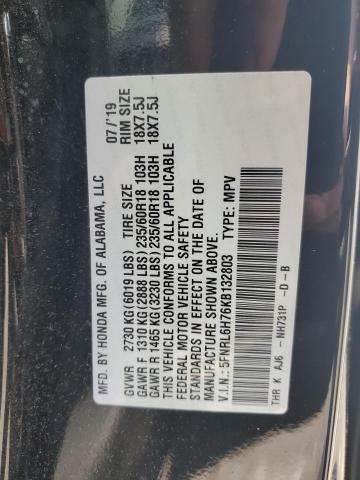 MFD. BY HONDA MFG. OF ALABAMA, LLC 07/'19
GVWR 2730 KG(6019 LBS) TIRE SIZE RIM SIZE
GAWR F 1310 KG(2888 LBS) 235/60R18 103H 18X7.5J
GAWR R 1465 KG(3230 LBS) 235/60R18 103H 18X7.5J
THIS VEHICLE CONFORMS TO ALL APPLICABLE
FEDERAL MOTOR VEHICLE SAFETY
STANDARDS IN EFFECT ON THE DATE OF
MANUFACTURE SHOWN ABOVE.
V.I.N.: 5FNRL6H76KB132803 TYPE: MPV
THR K AJ6 - NH731P -D -B